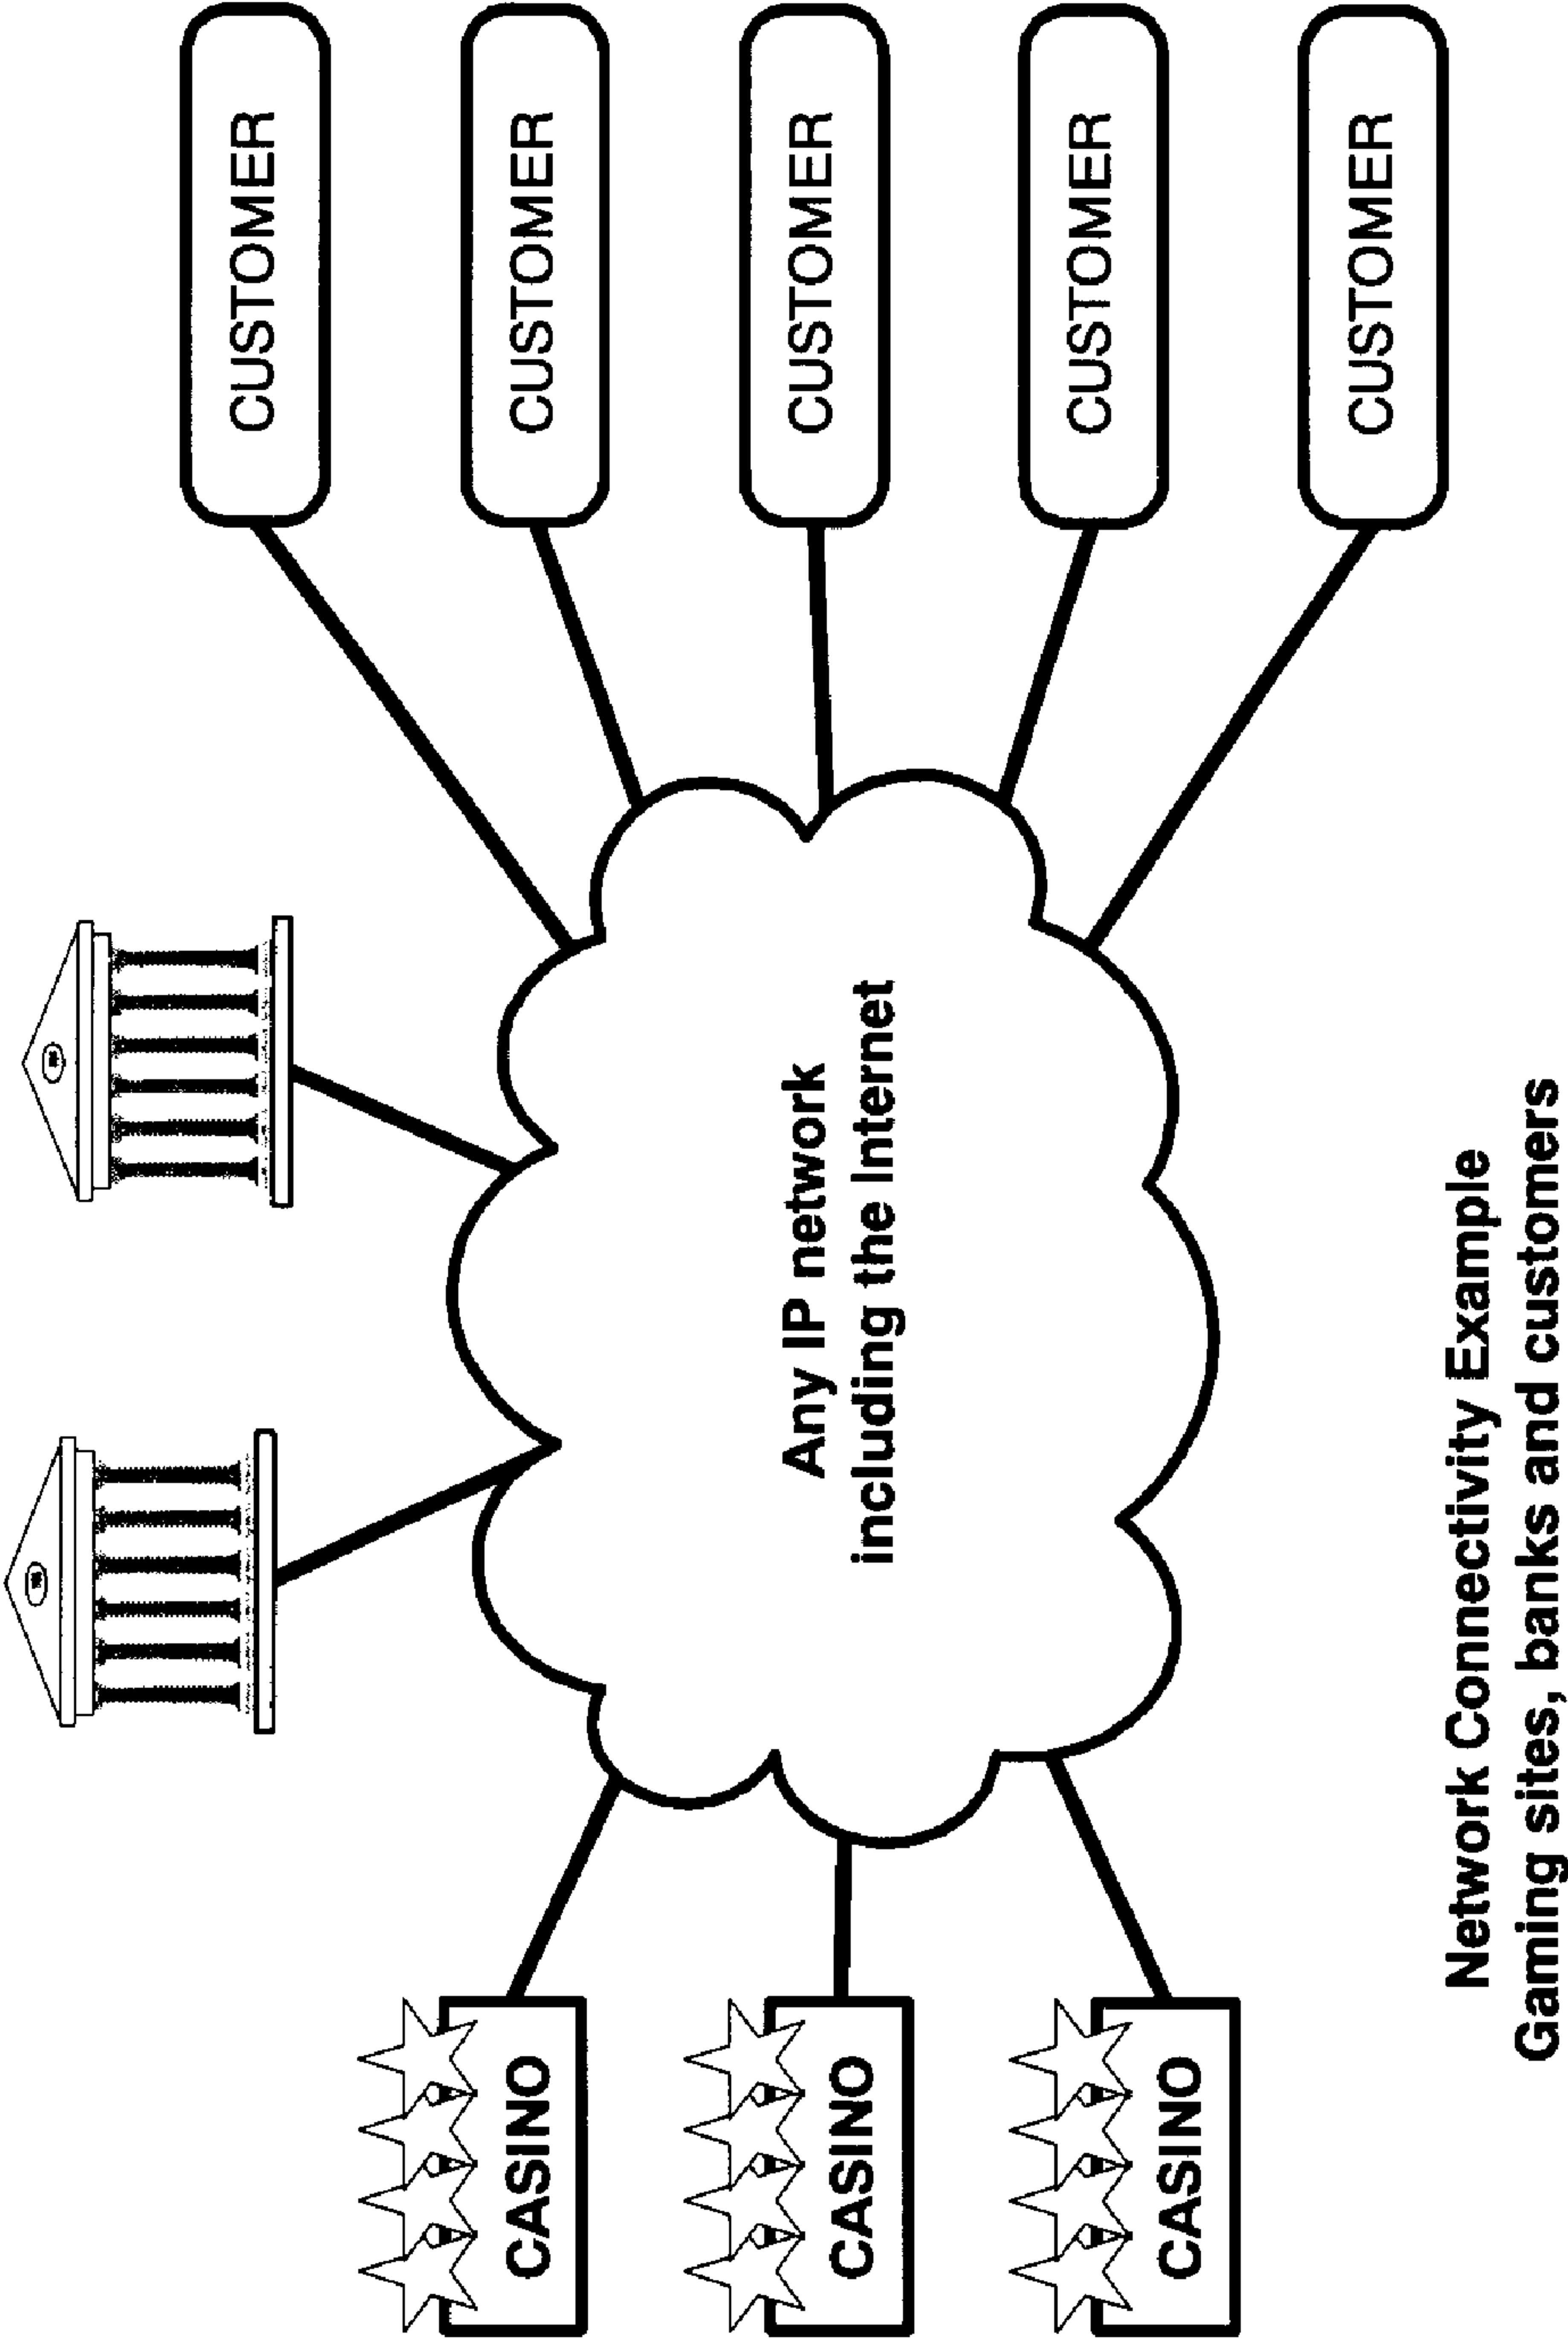 CUSTOMER
CUSTOMER
CUSTOMER
CUSTOMER
CUSTOMER
Any IP network
including the Internet
CASINO
CASINO
CASINO
Network Connectivity Example
Gaming sites, banks and customers